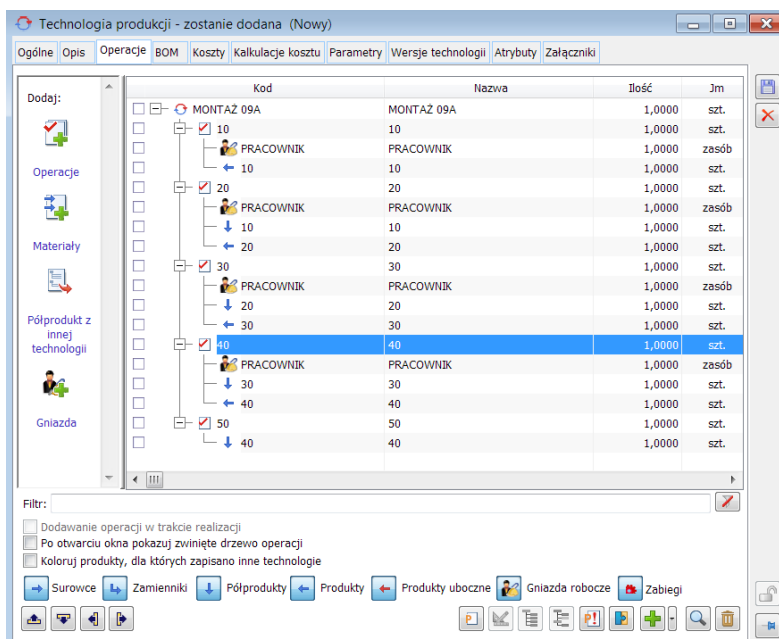 Technologia produkcji - zostanie dodana (Nowy)
Ogólne Opis Operacje BOM Koszty Kalkulacje kosztu Parametry Wersje technologii Atrybuty Załączniki
Dodaj:
Operacje
Materiały
Półprodukt z
innej
technologii
Gniazda
Kod Nazwa Ilość Jm
MONTAŻ 09A MONTAŻ 09A 1,0000 szt.
10 10 1,0000 szt.
PRACOWNIK PRACOWNIK 1,0000 zasób
10 10 1,0000 szt.
20 20 1,0000 szt.
PRACOWNIK PRACOWNIK 1,0000 zasób
10 10 1,0000 szt.
20 20 1,0000 szt.
30 30 1,0000 szt.
PRACOWNIK PRACOWNIK 1,0000 zasób
20 20 1,0000 szt.
30 30 1,0000 szt.
40 40 1,0000 szt.
PRACOWNIK PRACOWNIK 1,0000 zasób
30 30 1,0000 szt.
40 40 1,0000 szt.
50 50 1,0000 szt.
40 40 1,0000 szt.
Filtr:
Dodawanie operacji w trakcie realizacji
Po otwarciu okna pokazuj zwinięte drzewo operacji
Koloruj produkty, dla których zapisano inne technologie
Surowce Zamienniki Półprodukty Produkty Produkty uboczne Gniazda robocze Zabiegi
P P!